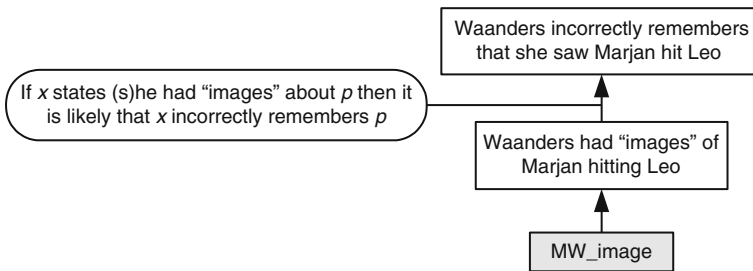 Waanders incorrectly remembers
that she saw Marjan hit Leo
If x states (s)he had “images” about p then it
is likely that x incorrectly remembers p
Waanders had “images” of
Marjan hitting Leo
MW_image